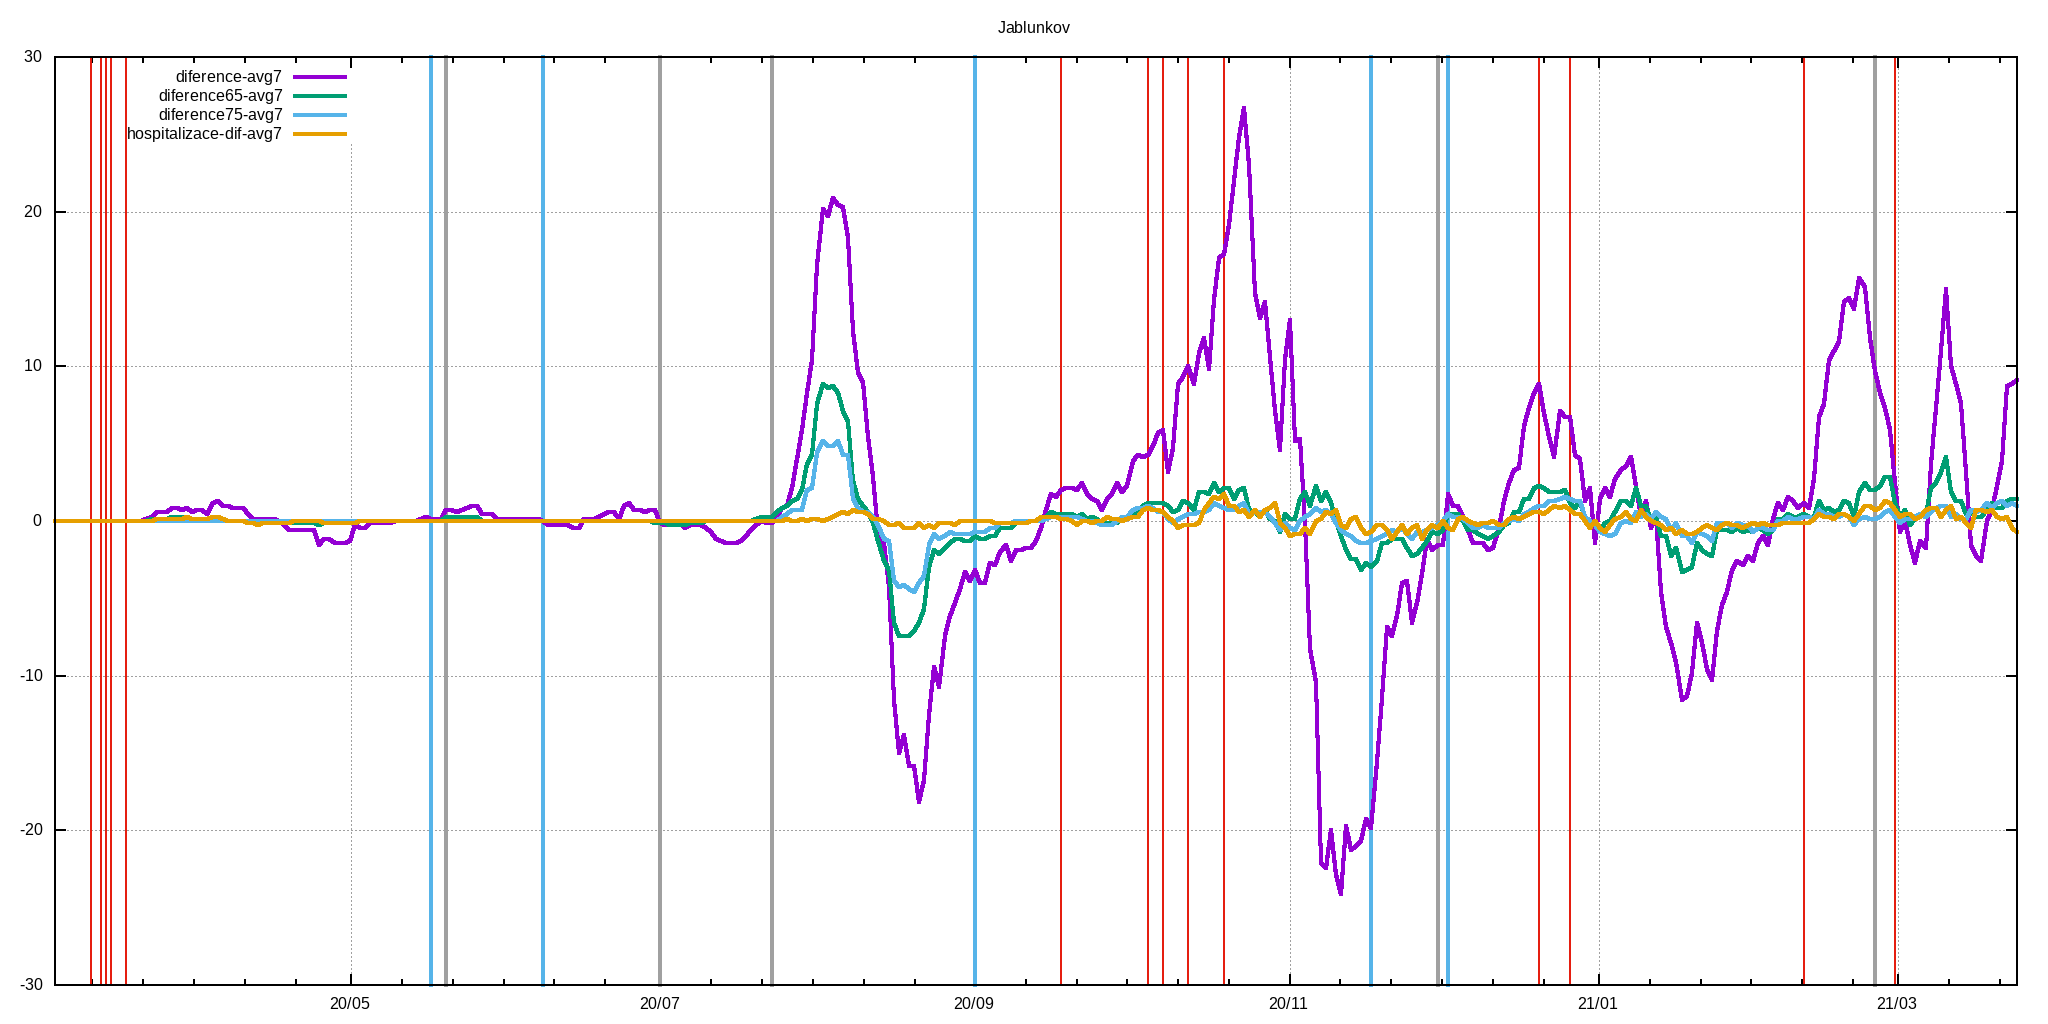 Jablunkov
30
20
10
0
-10
-20
-30
diference-avg7
diference65-avg7
diference75-avg7
hospitalizace-dif-avg7
20/05
20/07
20/09
20/11
21/01
21/03